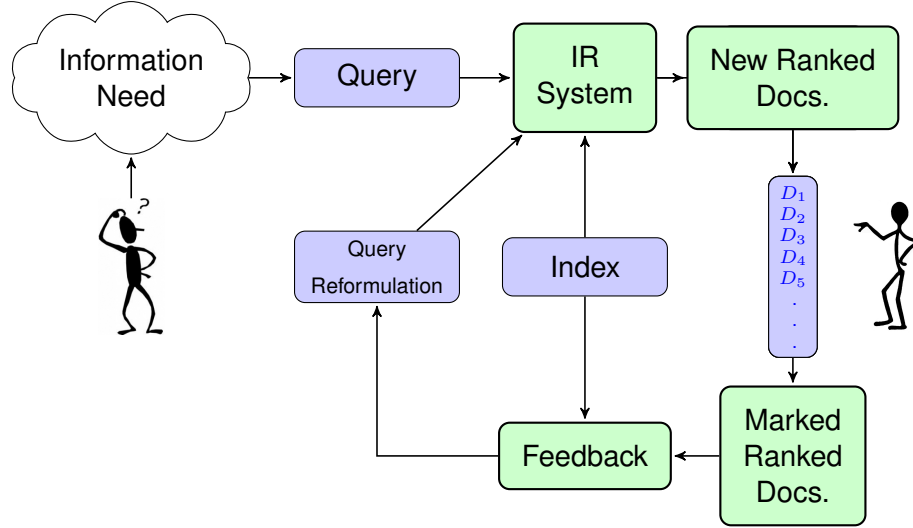 Information
Need
Query
IR
System
New Ranked
Docs.
?
D1
D2
D3
D4
D5
.
.
.
Query
Reformulation
Index
Feedback
Marked
Ranked
Docs.